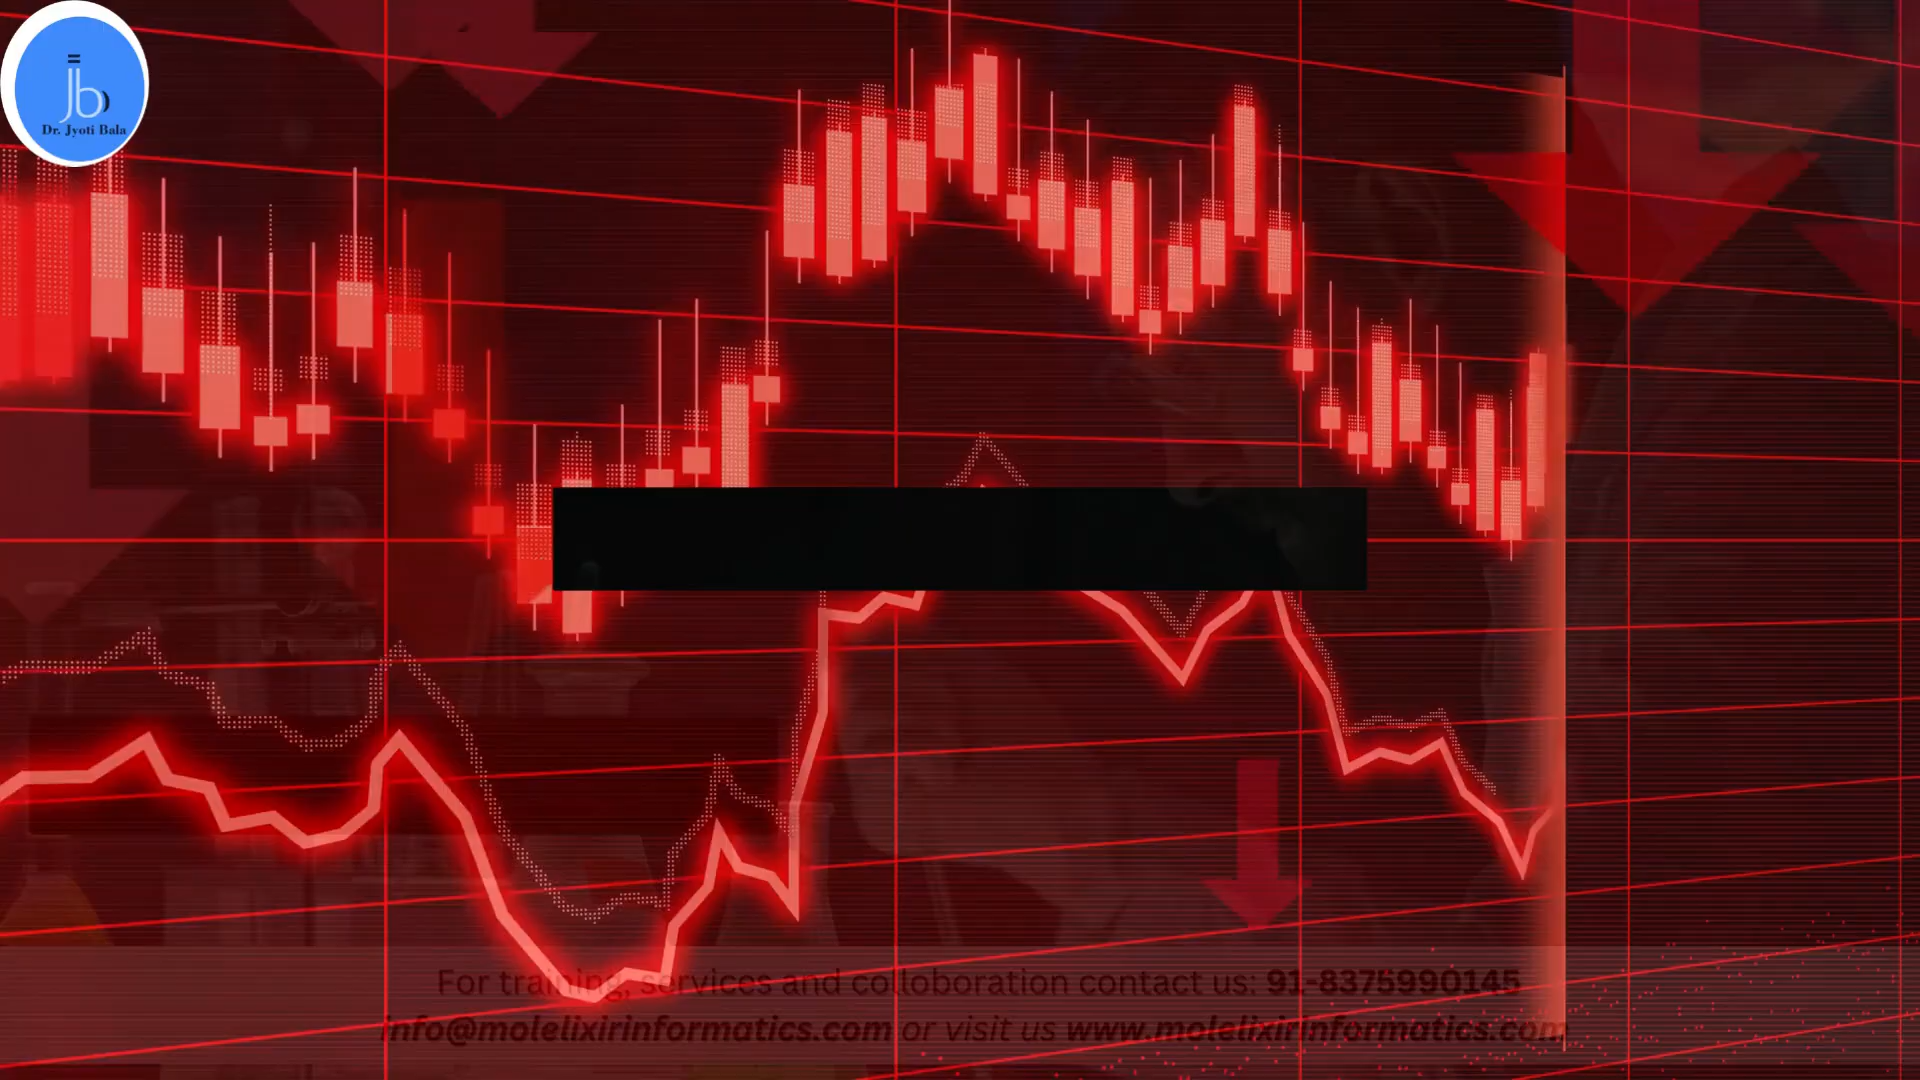 Dr. Jyoti Bala
For training, services and colloboration contact us: 91-8375990145
info@molelixirinformatics.com or visit us www.molelixirinformatics.com